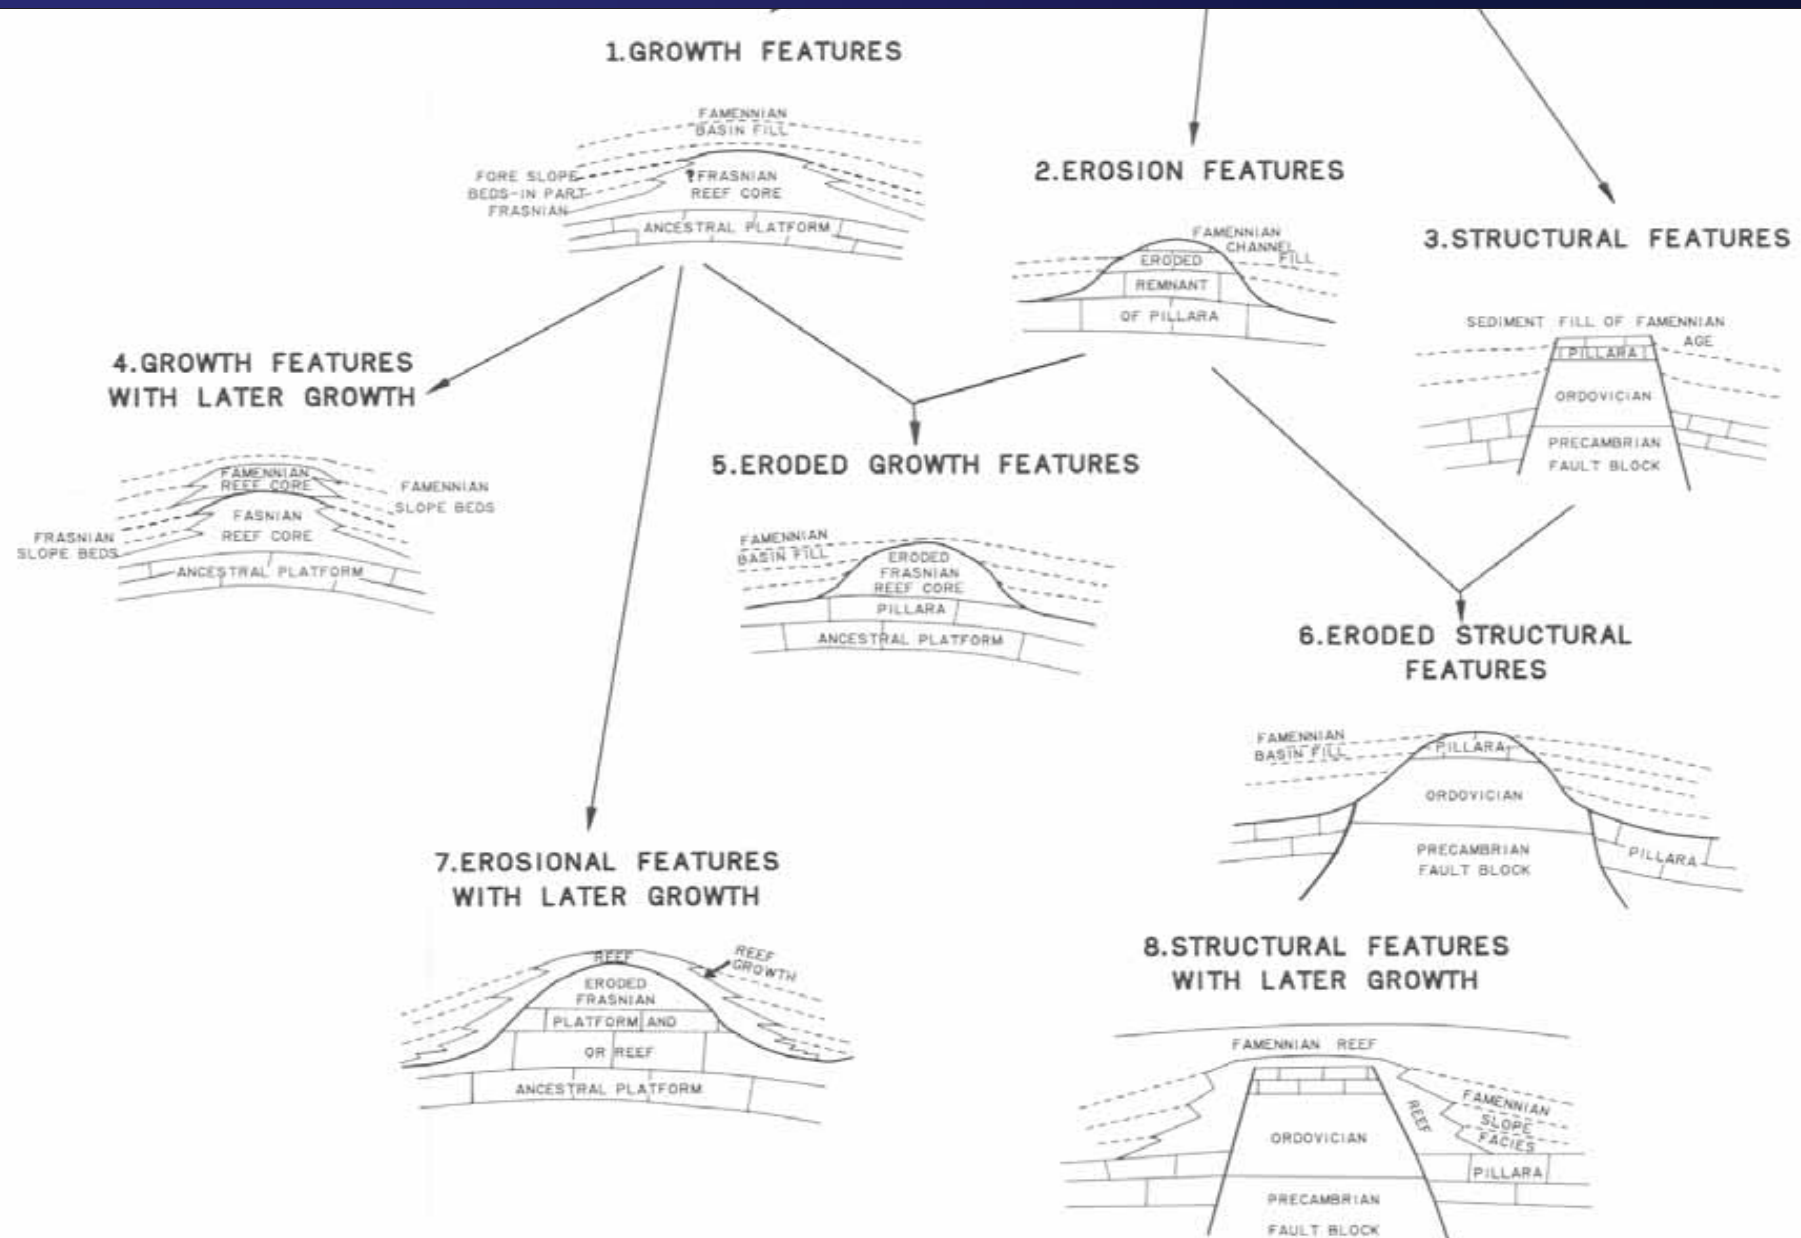 1.GROWTH FEATURES
FAMENNIAN
BASIN FILL
FORE SLOPE
BEDS-IN PART
FRASNIAN
?FRASNIAN
REEF CORE
ANCESTRAL PLATFORM
2.EROSION FEATURES
FAMENNIAN
CHANNEL
FILL
ERODED
REMNANT
OF PILLARA
3.STRUCTURAL FEATURES
SEDIMENT FILL OF FAMENNIAN
AGE
PILLARA
ORDOVICIAN
PRECAMBRIAN
FAULT BLOCK
4.GROWTH FEATURES
WITH LATER GROWTH
FAMENNIAN
REEF CORE
FAMENNIAN
SLOPE BEDS
FASNIAN
REEF CORE
FRASNIAN
SLOPE BEDS
ANCESTRAL PLATFORM
5.ERODED GROWTH FEATURES
FAMENNIAN
BASIN FILL
ERODED
FRASNIAN
REEF CORE
PILLARA
ANCESTRAL PLATFORM
6.ERODED STRUCTURAL
FEATURES
FAMENNIAN
BASIN FILL
PILLARA
ORDOVICIAN
PRECAMBRIAN
FAULT BLOCK
PILLARA
7.EROSIONAL FEATURES
WITH LATER GROWTH
REEF
REEF
GROWTH
ERODED
FRASNIAN
PLATFORM AND
OR REEF
ANCESTRAL PLATFORM
8.STRUCTURAL FEATURES
WITH LATER GROWTH
FAMENNIAN REEF
REEF
FAMENNIAN
SLOPE
FACIES
ORDOVICIAN
PILLARA
PRECAMBRIAN
FAULT BLOCK